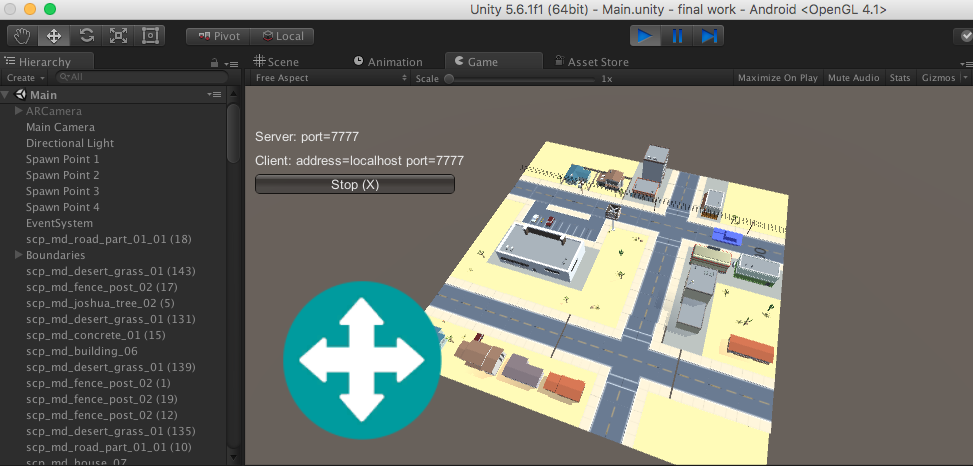 Unity 5.6.1f1 (64bit) - Main.unity - final work - Android <OpenGL 4.1>
Pivot Local
Hierarchy
Scene Animation Game Asset Store
Create All
Free Aspect Scale 1x Maximize On Play Mute Audio Stats Gizmos
Main
ARCamera
Main Camera
Directional Light
Spawn Point 1
Spawn Point 2
Spawn Point 3
Spawn Point 4
EventSystem
scp_md_road_part_01_01 (18)
Boundaries
scp_md_desert_grass_01 (143)
scp_md_fence_post_02 (17)
scp_md_joshua_tree_02 (5)
scp_md_desert_grass_01 (131)
scp_md_concrete_01 (15)
scp_md_building_06
scp_md_desert_grass_01 (139)
scp_md_fence_post_02 (1)
scp_md_fence_post_02 (19)
scp_md_fence_post_02 (12)
scp_md_desert_grass_01 (135)
scp_md_road_part_01_01 (10)
scp_md_house_07
Server: port=7777
Client: address=localhost port=7777
Stop (X)